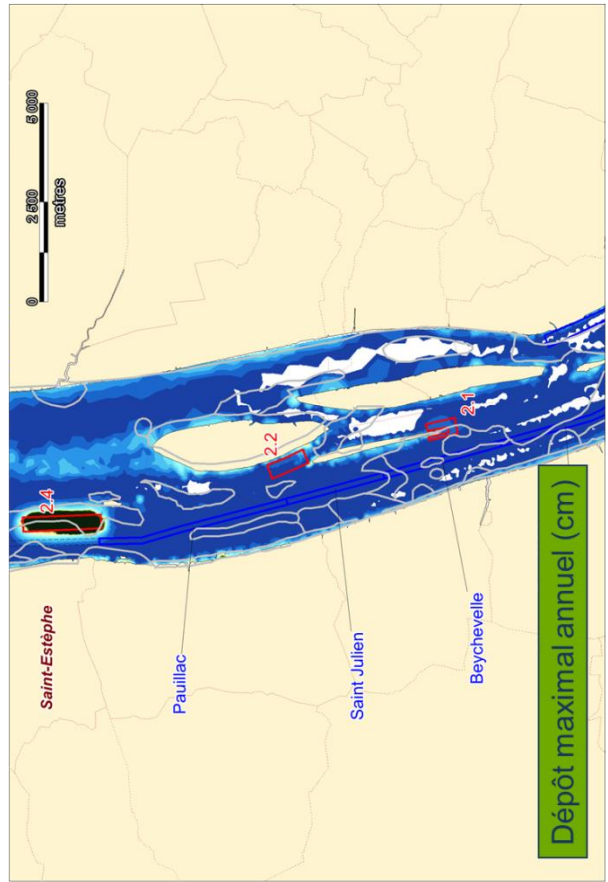 Saint-Estèphe
2.4
0 2 500 5 000
mètres
Pauillac
2.2
Saint Julien
2.1
Beychevelle
Dépôt maximal annuel (cm)